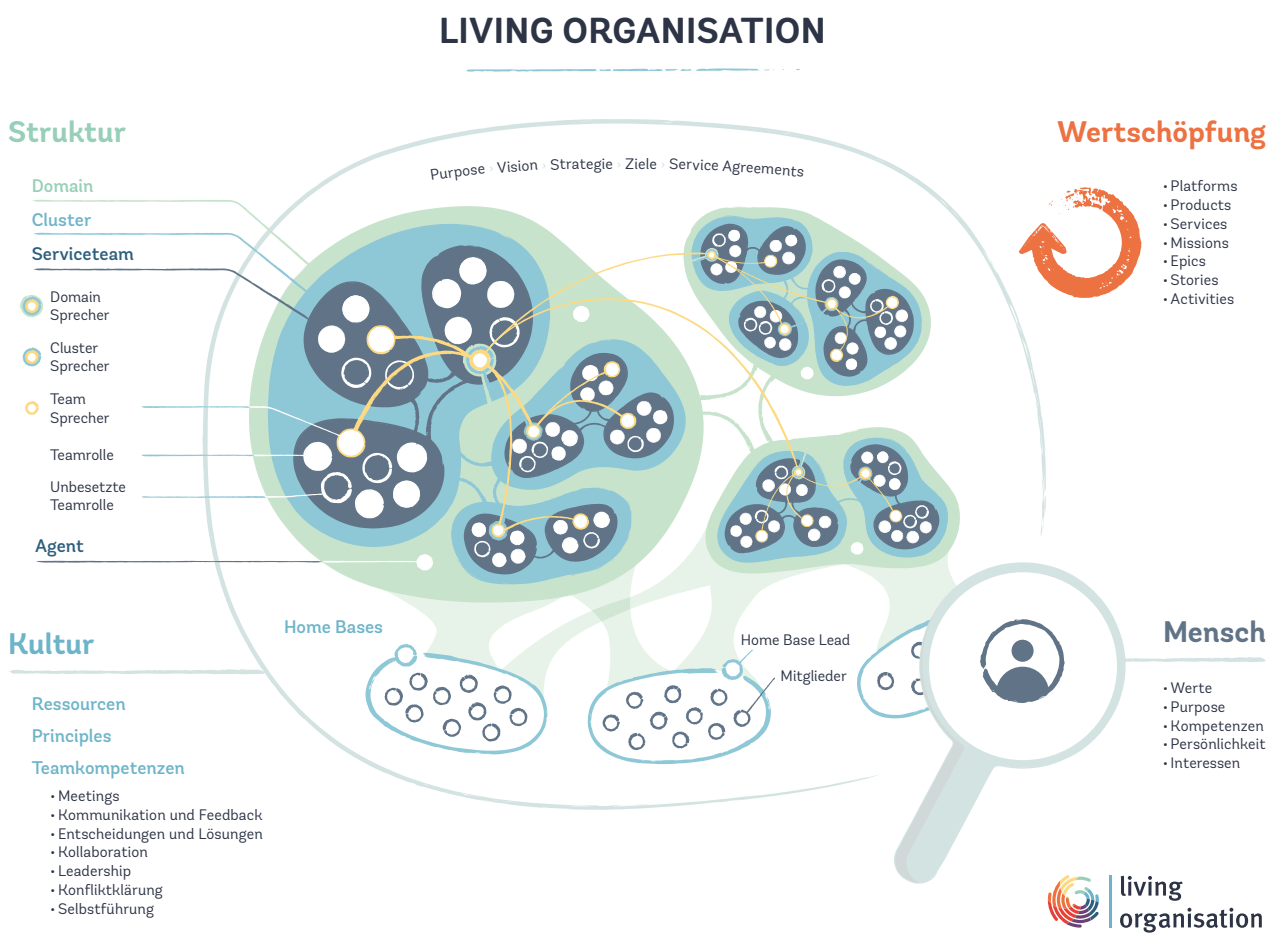 LIVING ORGANISATION
Struktur
Domain
Cluster
Serviceteam
Domain
Sprecher
Cluster
Sprecher
Team
Sprecher
Teamrolle
Unbesetzte
Teamrolle
Agent
Purpose › Vision › Strategie › Ziele › Service Agreements
Wertschöpfung
• Platforms
• Products
• Services
• Missions
• Epics
• Stories
• Activities
Home Bases
Home Base Lead
Mitglieder
Kultur
Ressourcen
Principles
Teamkompetenzen
• Meetings
• Kommunikation und Feedback
• Entscheidungen und Lösungen
• Kollaboration
• Leadership
• Konfliktklärung
• Selbstführung
Mensch
• Werte
• Purpose
• Kompetenzen
• Persönlichkeit
• Interessen
living
organisation